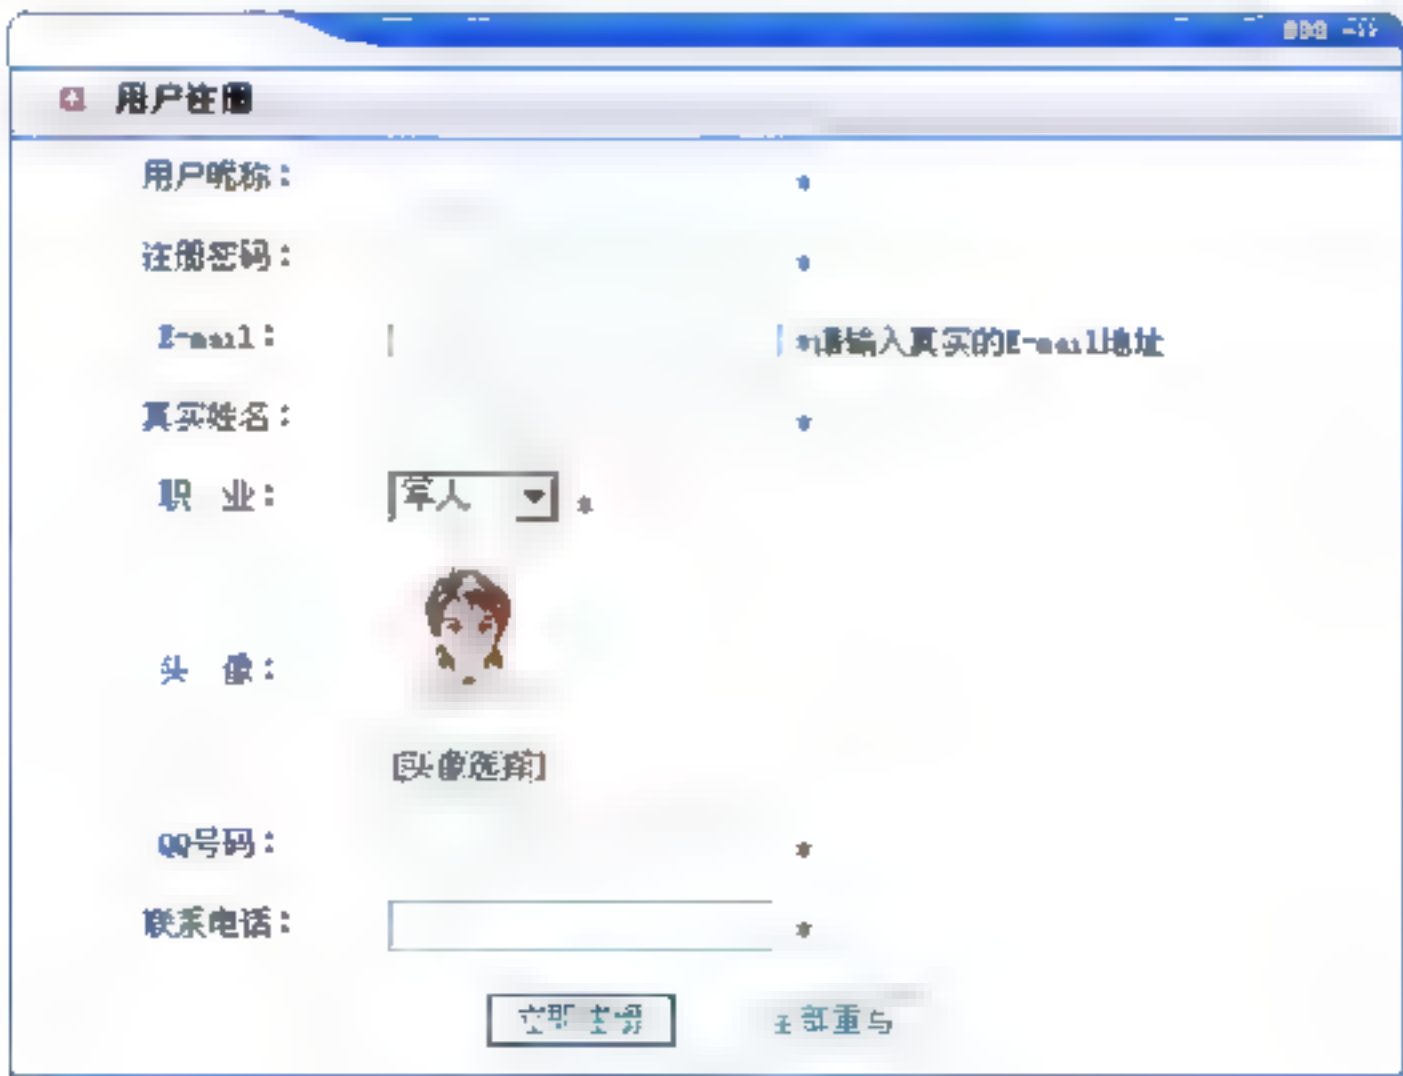 用户注册
用户昵称： *
注册密码： *
E-mail： *请输入真实的E-mail地址
真实姓名： *
职 业： 军人 *
头 像：
[头像选择]
QQ号码： *
联系电话： *
立即注册 全部重写